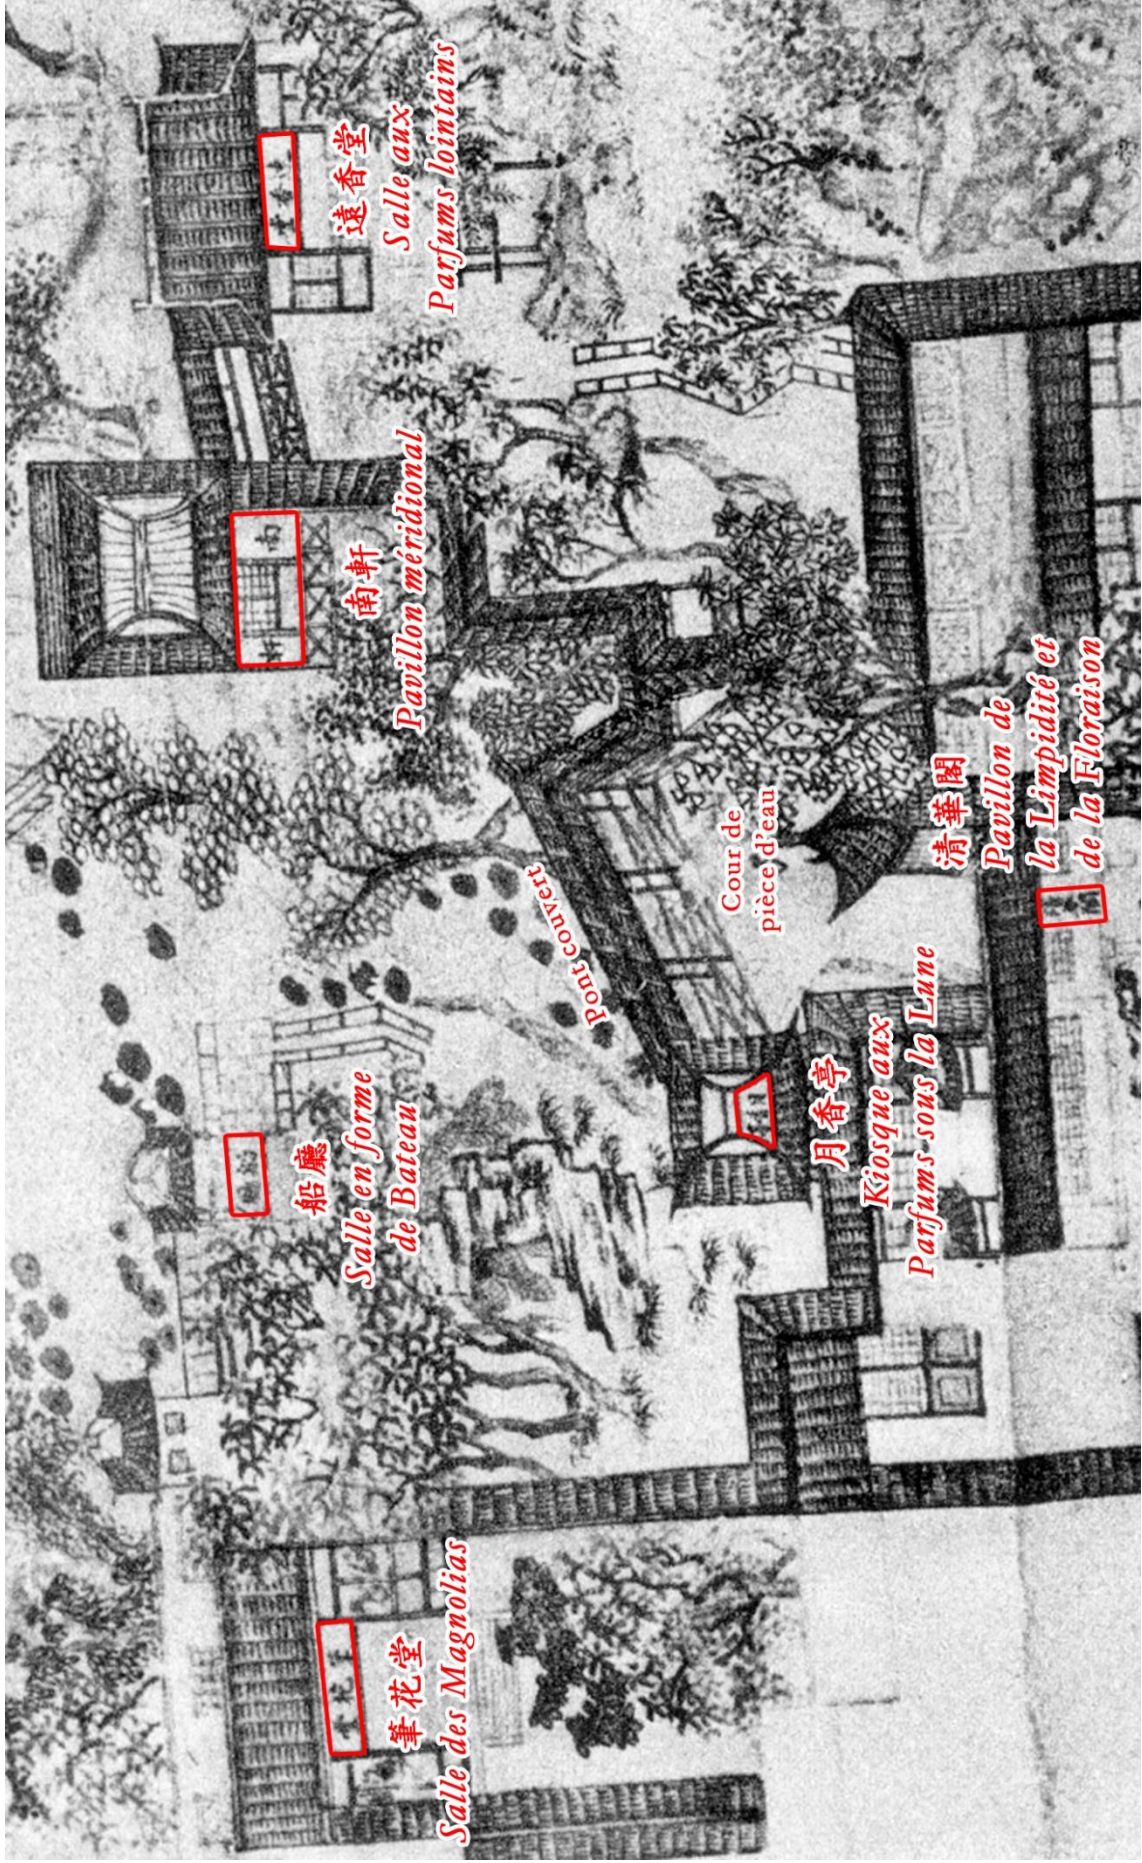 筆花堂
Salle des Magnolias
船廳
Salle en forme
de Bateau
南軒
Pavillon méridional
遠香堂
Salle aux
Parfums lointains
Pont couvert
Cour de
pièce d'eau
月香亭
Kiosque aux
Parfums sous la Lune
清華閣
Pavillon de
la Limpidité et
de la Floraison